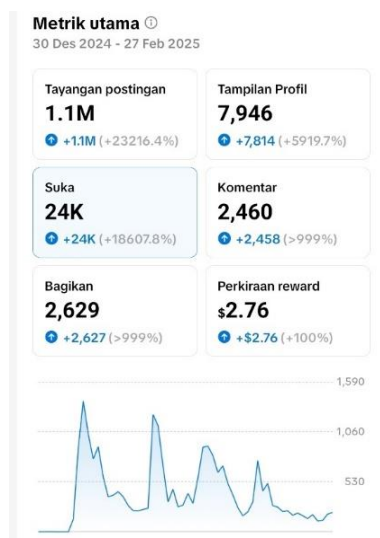 Metrik utama
30 Des 2024 - 27 Feb 2025
Tayangan postingan
1.1M
+1.1M (+23216.4%)
Tampilan Profil
7,946
+7,814 (+5919.7%)
Suka
24K
+24K (+18607.8%)
Komentar
2,460
+2,458 (>999%)
Bagikan
2,629
+2,627 (>999%)
Perkiraan reward
$2.76
+$2.76 (+100%)
1,590
1,060
530